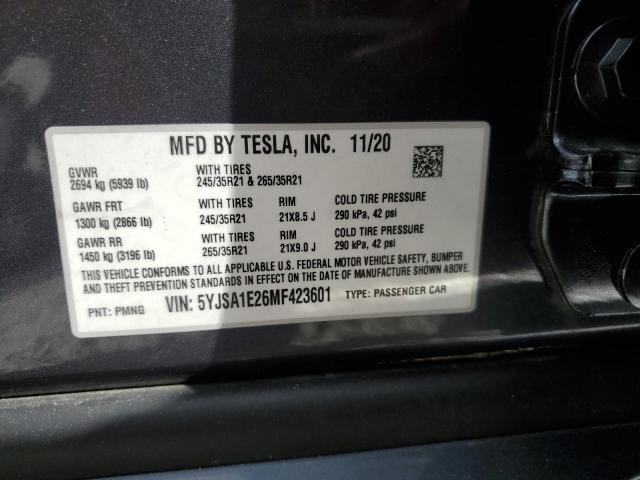 MFD BY TESLA, INC. 11/20
GVWR
2694 kg (5939 lb)
WITH TIRES
245/35R21 & 265/35R21
GAWR FRT
1300 kg (2866 lb)
WITH TIRES
245/35R21
RIM
21X8.5 J
COLD TIRE PRESSURE
290 kPa, 42 psi
GAWR RR
1450 kg (3196 lb)
WITH TIRES
265/35R21
RIM
21X9.0 J
COLD TIRE PRESSURE
290 kPa, 42 psi
THIS VEHICLE CONFORMS TO ALL APPLICABLE U.S. FEDERAL MOTOR VEHICLE SAFETY, BUMPER
AND THEFT PREVENTION STANDARDS IN EFFECT ON THE DATE OF MANUFACTURE SHOWN ABOVE.
PNT: PMNG VIN: 5YJSA1E26MF423601 TYPE: PASSENGER CAR